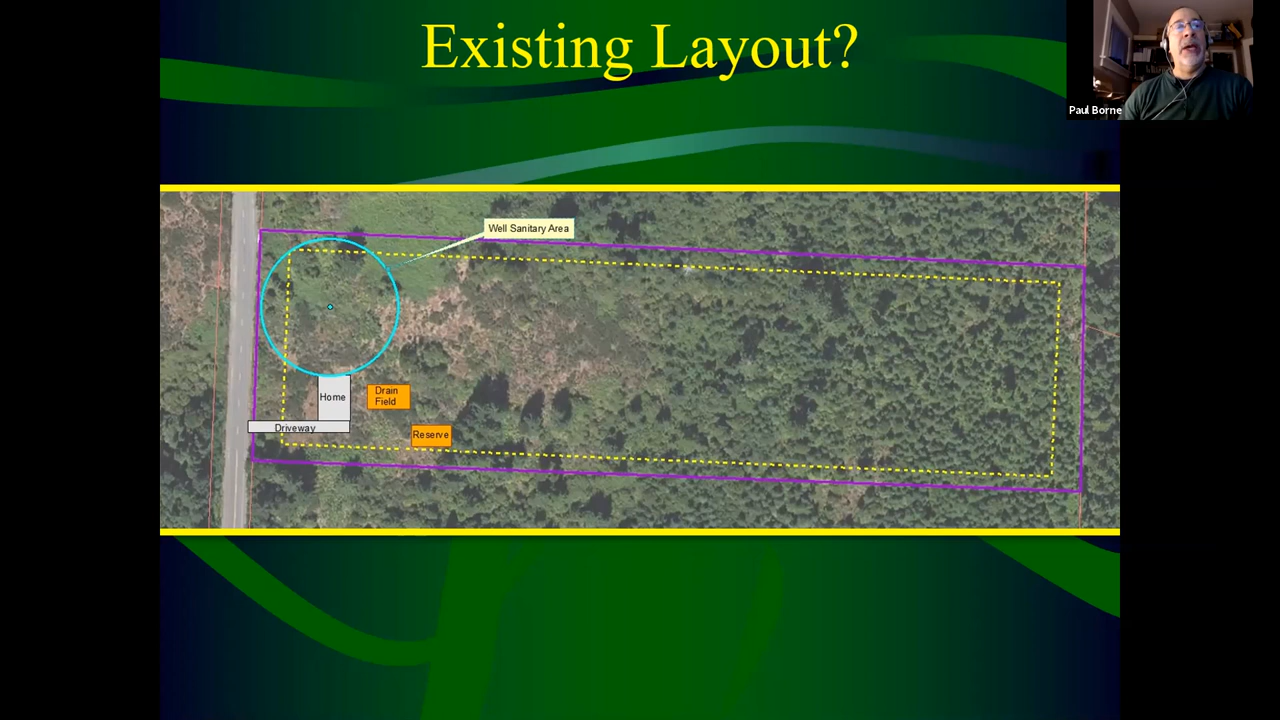 Existing Layout?
Paul Borne
Well Sanitary Area
Home
Drain
Field
Driveway
Reserve